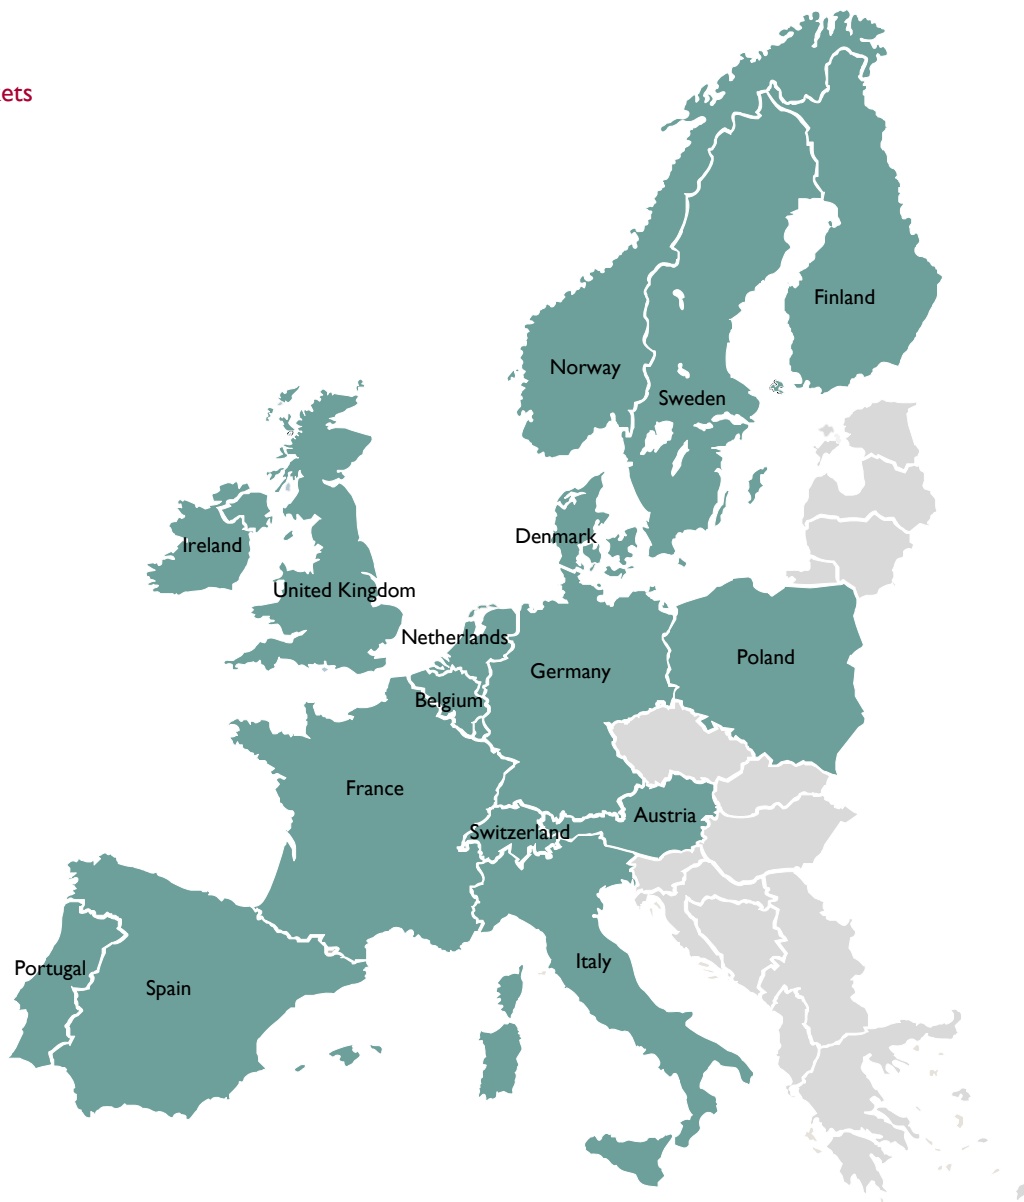 ets
Finland
Norway
Sweden
Denmark
Ireland
United Kingdom
Netherlands
Poland
Germany
Belgium
France
Austria
Switzerland
Italy
Portugal
Spain